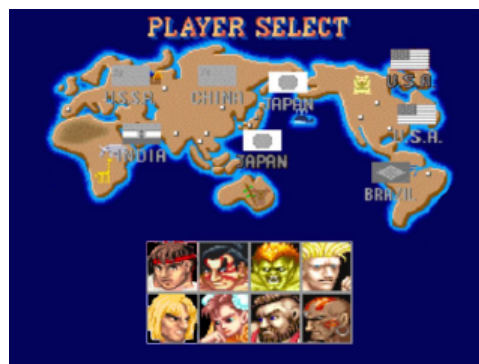 PLAYER SELECT
U.S.A
U.S.S.R
CHINA
JAPAN
U.S.A.
INDIA
JAPAN
BRAZIL